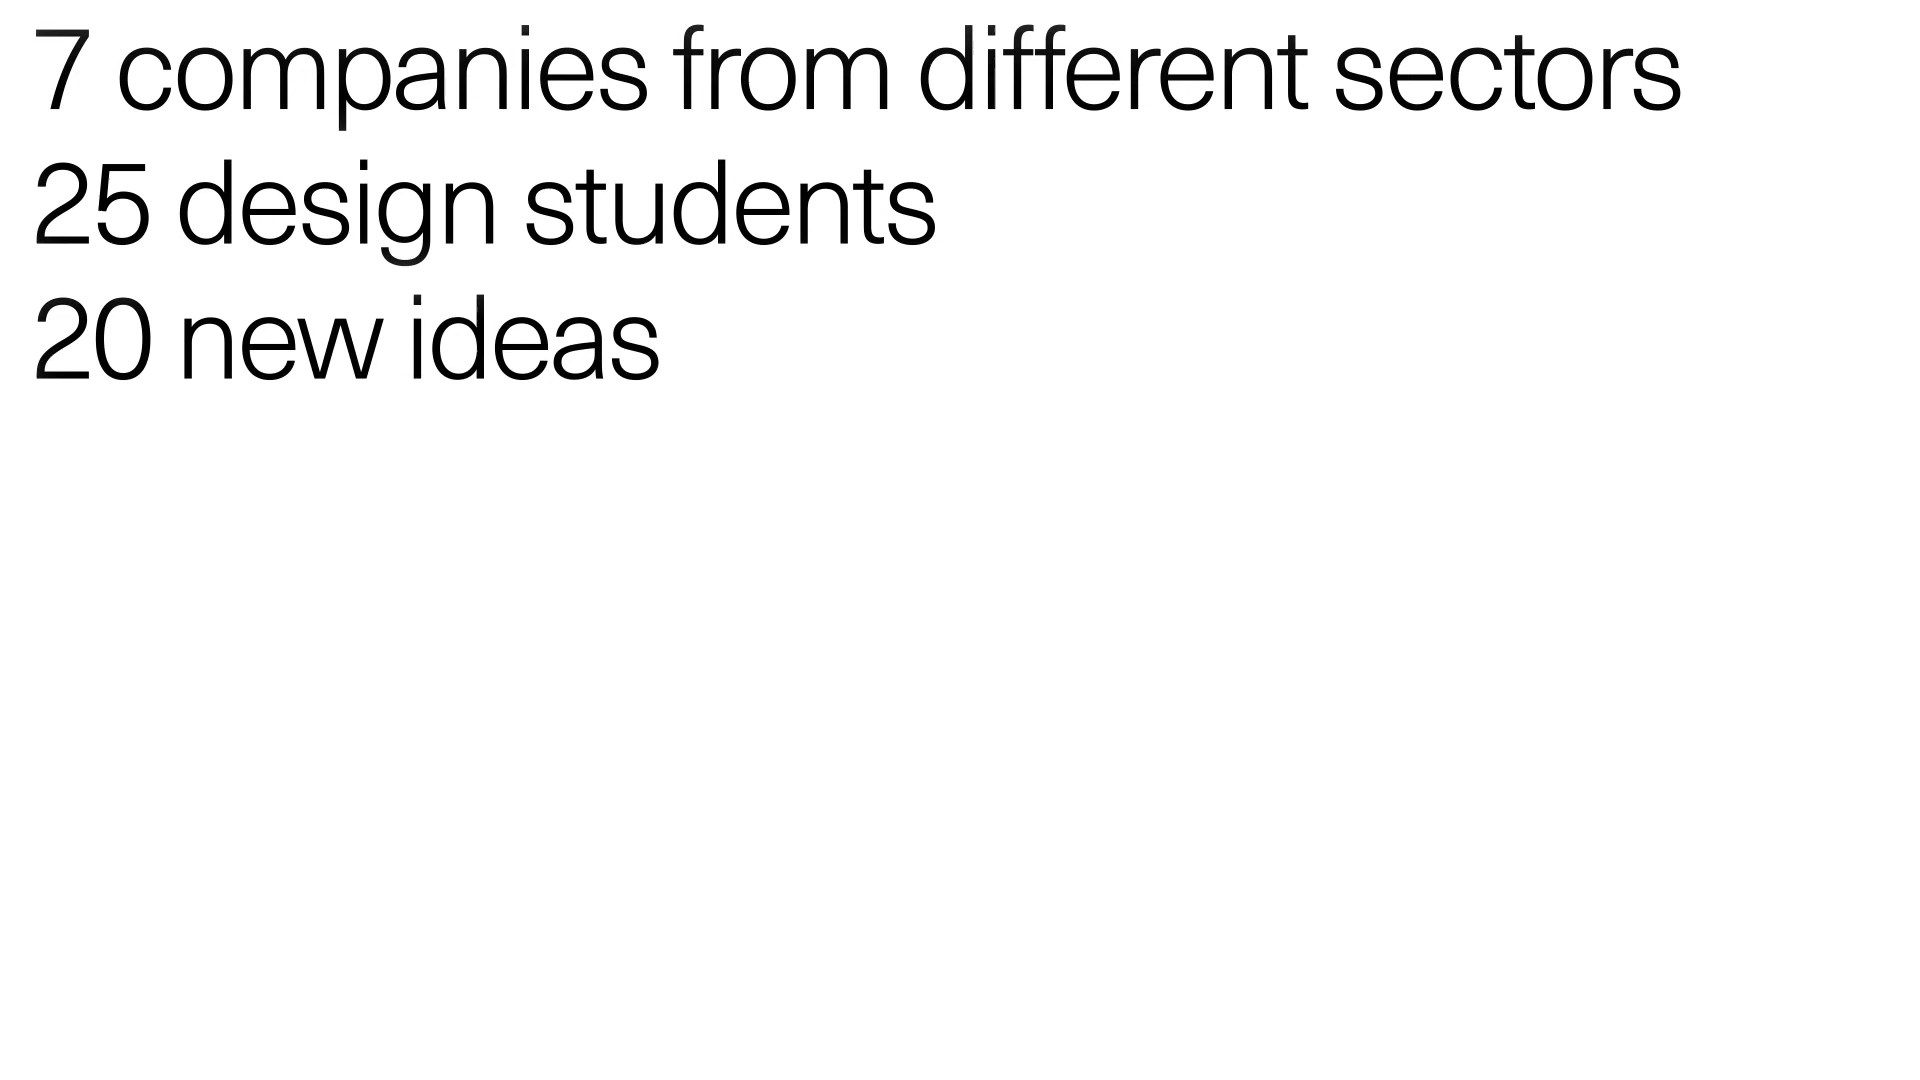 7 companies from different sectors
25 design students
20 new ideas